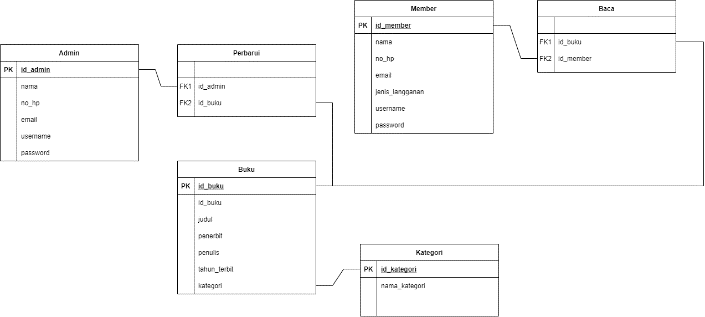 Admin
PK id_admin
nama
no_hp
email
username
password
Perbarui
FK1 id_admin
FK2 id_buku
Member
PK id_member
nama
no_hp
email
jenis_langganan
username
password
Baca
FK1 id_buku
FK2 id_member
Buku
PK id_buku
id_buku
judul
penerbit
penulis
tahun_terbit
kategori
Kategori
PK id_kategori
nama_kategori